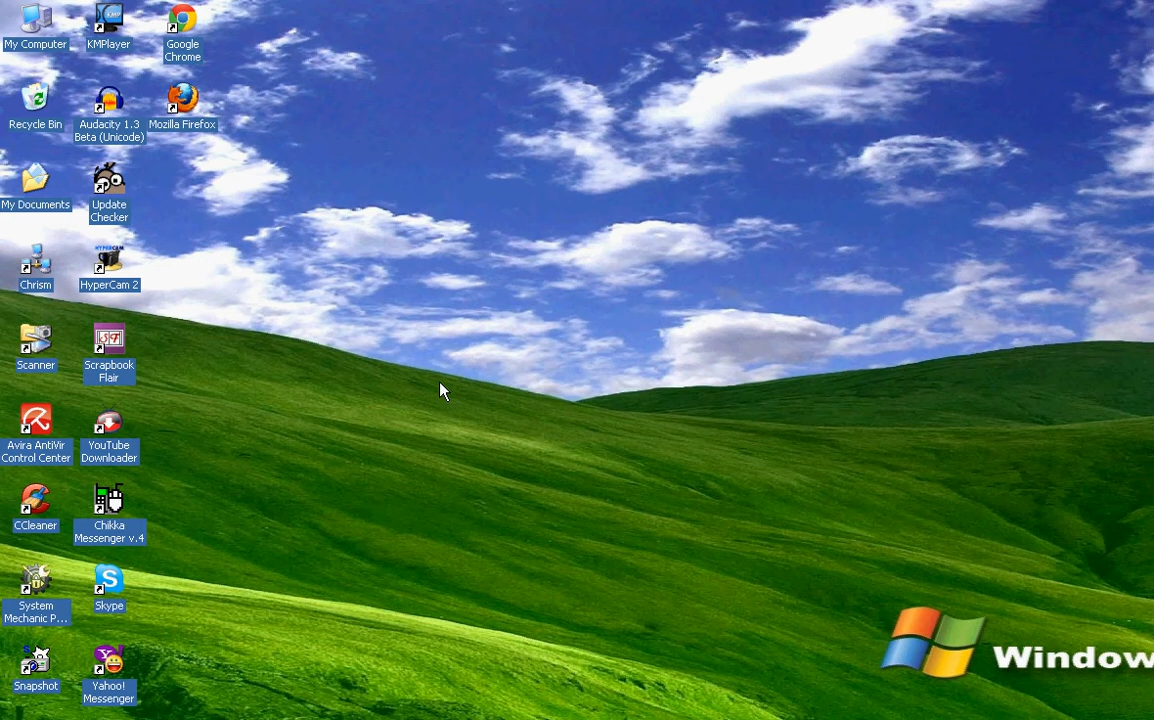 My Computer
KMPlayer
Google
Chrome
Recycle Bin
Audacity 1.3
Beta (Unicode)
Mozilla Firefox
My Documents
Update
Checker
Chrism
HYPERCAM
HyperCam 2
Scanner
SF
Scrapbook
Flair
Avira AntiVir
Control Center
YouTube
Downloader
CCleaner
Chikka
Messenger v.4
System
Mechanic P...
S
Skype
Snapshot
Yahoo!
Messenger
Window